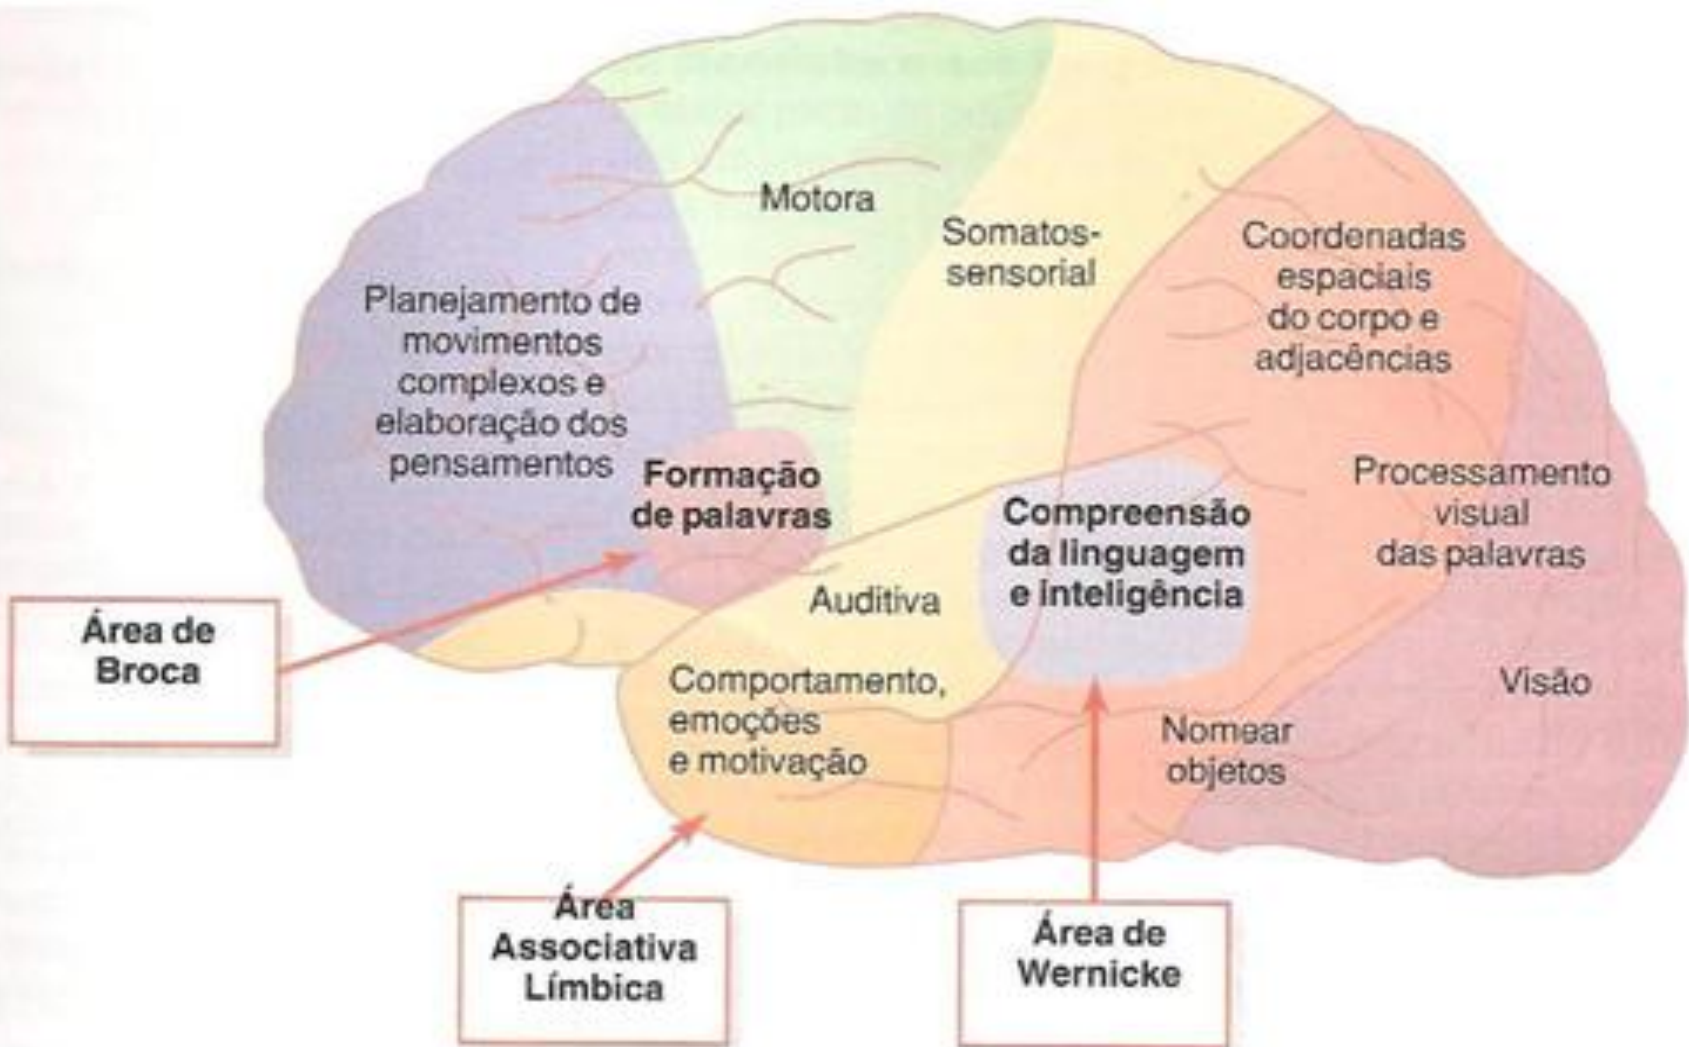 Motora
Somatos-
sensorial
Coordenadas
espaciais
do corpo e
adjacências
Planejamento de
movimentos
complexos e
elaboração dos
pensamentos
Formação
de palavras
Compreensão
da linguagem
e inteligência
Processamento
visual
das palavras
Auditiva
Área de
Broca
Comportamento,
emoções
e motivação
Nomear
objetos
Visão
Área
Associativa
Límbica
Área de
Wernicke